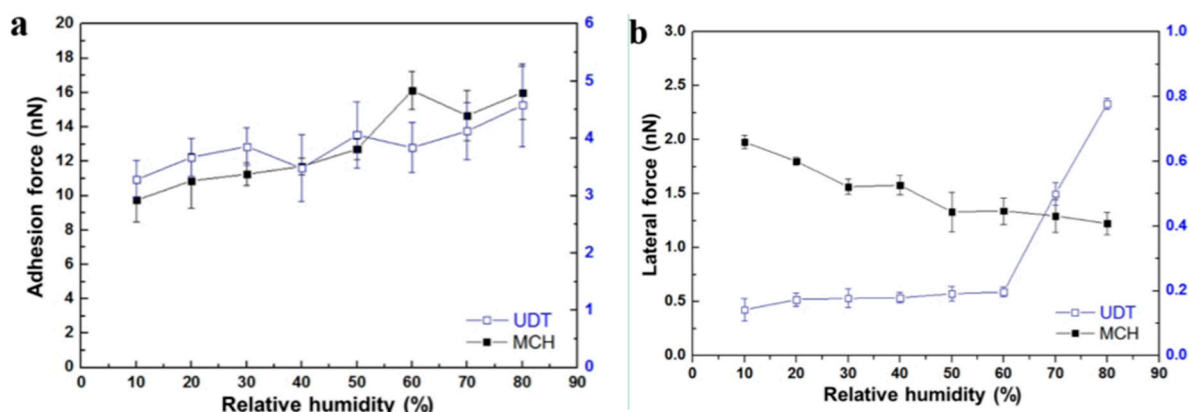 a
Adhesion force (nN)
20
18
16
14
12
10
8
6
4
2
0
6
5
4
3
2
1
0
UDT
MCH
0 10 20 30 40 50 60 70 80 90
Relative humidity (%)
b
Lateral force (nN)
3.0
2.5
2.0
1.5
1.0
0.5
0.0
1.0
0.8
0.6
0.4
0.2
0.0
UDT
MCH
0 10 20 30 40 50 60 70 80 90
Relative humidity (%)